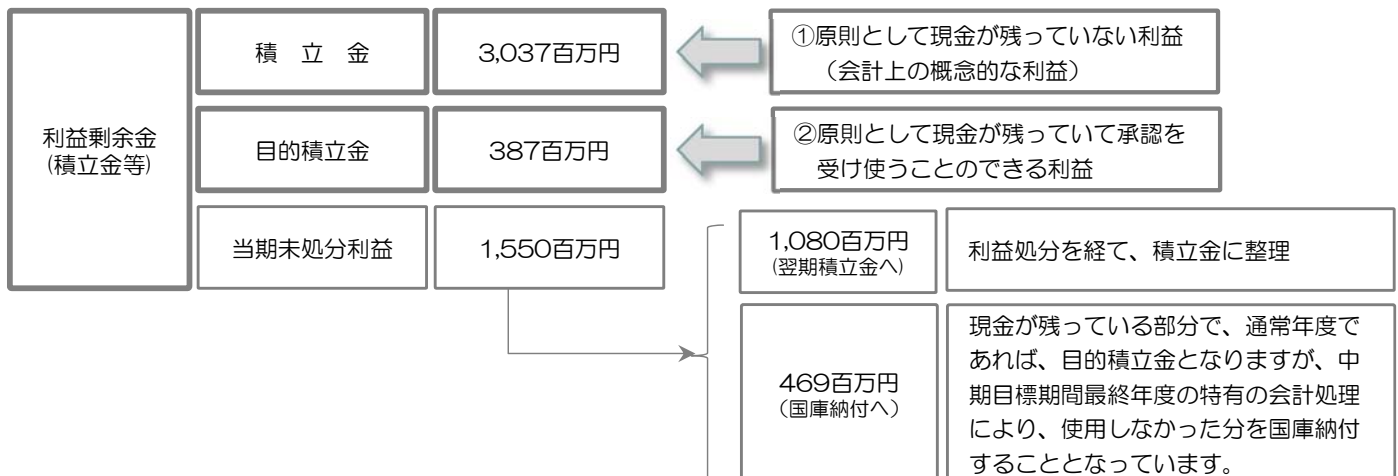 利益剰余金
(積立金等)
積 立 金
3,037百万円
①原則として現金が残っていない利益
(会計上の概念的な利益)
目的積立金
387百万円
②原則として現金が残っていて承認を
受け使うことのできる利益
当期未処分利益
1,550百万円
1,080百万円
(翌期積立金へ)
利益処分を経て、積立金に整理
469百万円
(国庫納付へ)
現金が残っている部分で、通常年度で
あれば、目的積立金となりますが、中
期目標期間最終年度の特有の会計処理
により、使用しなかった分を国庫納付
することとなっています。